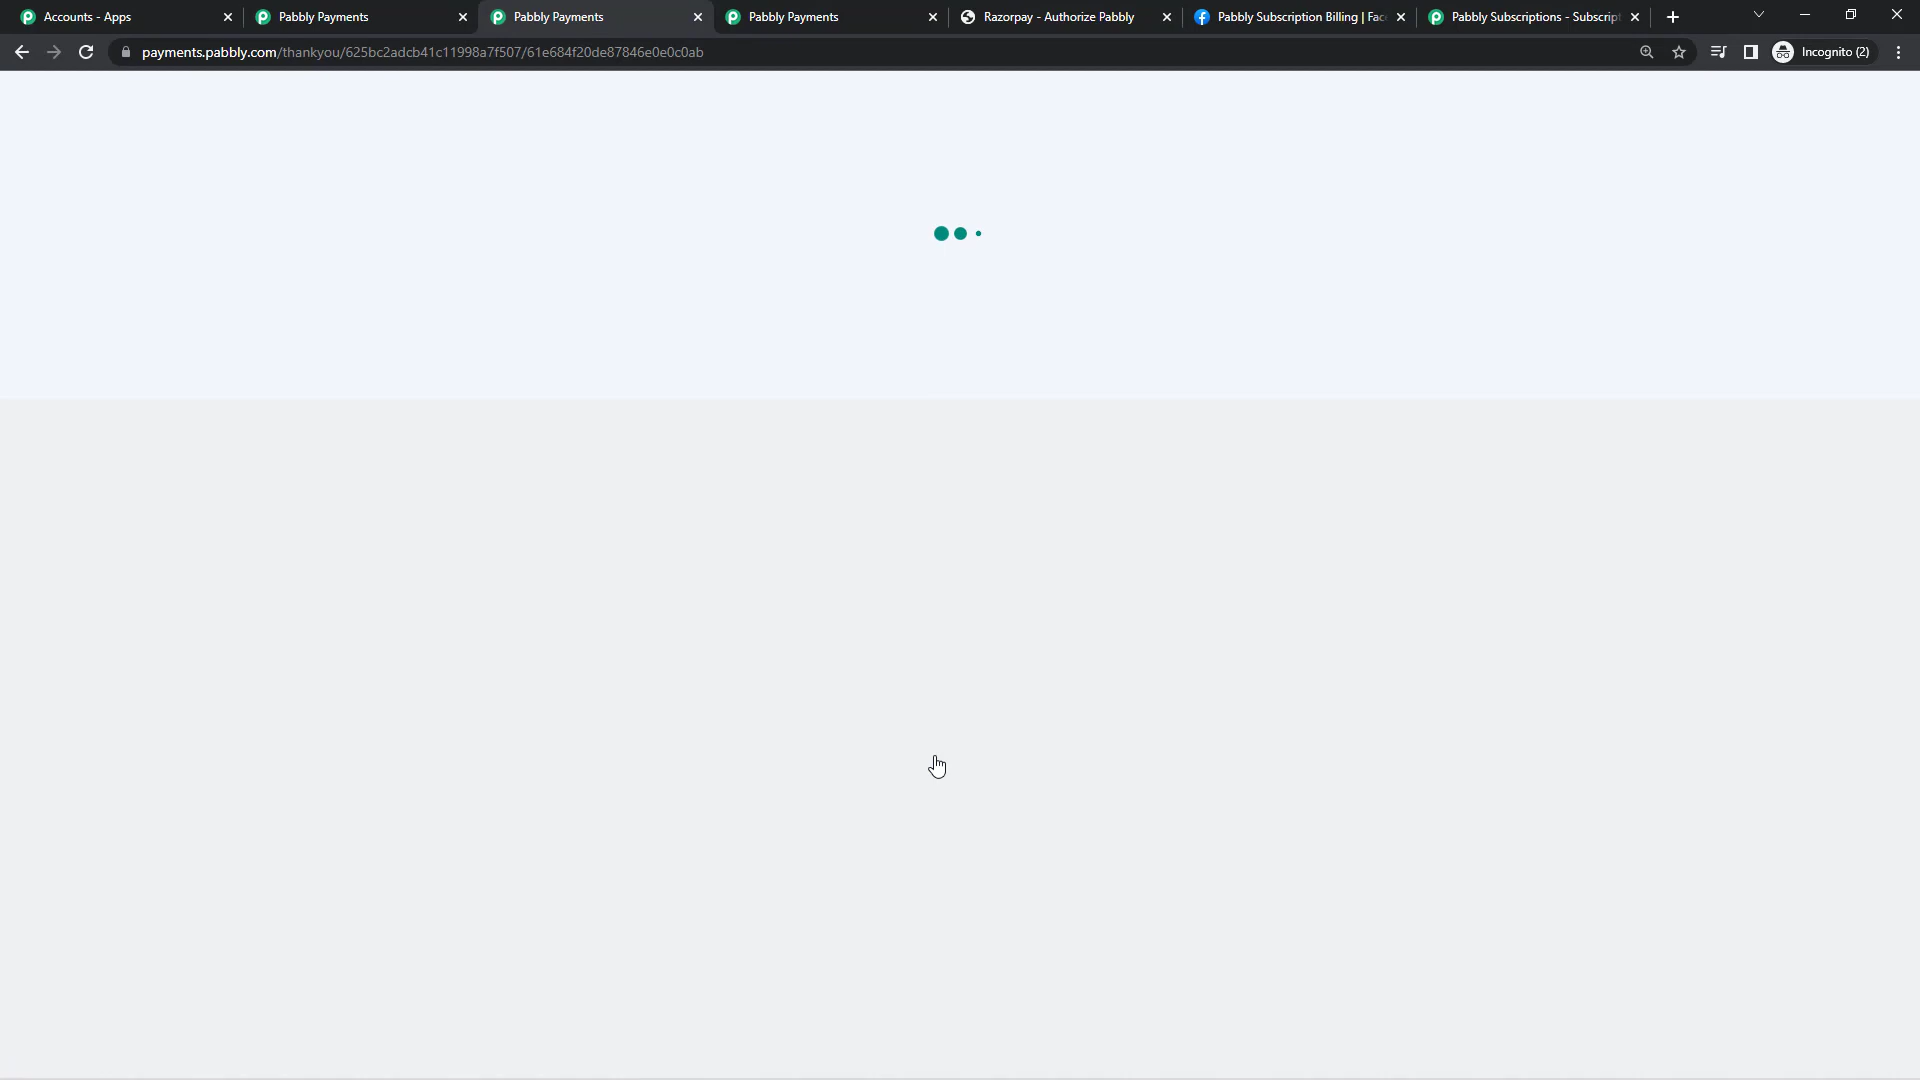 Accounts - Apps
Pabbly Payments
Pabbly Payments
Pabbly Payments
Razorpay - Authorize Pabbly
Pabbly Subscription Billing | Fac
Pabbly Subscriptions - Subscript
payments.pabbly.com/thankyou/625bc2adcb41c11998a7f507/61e684f20de87846e0e0c0ab
Incognito (2)